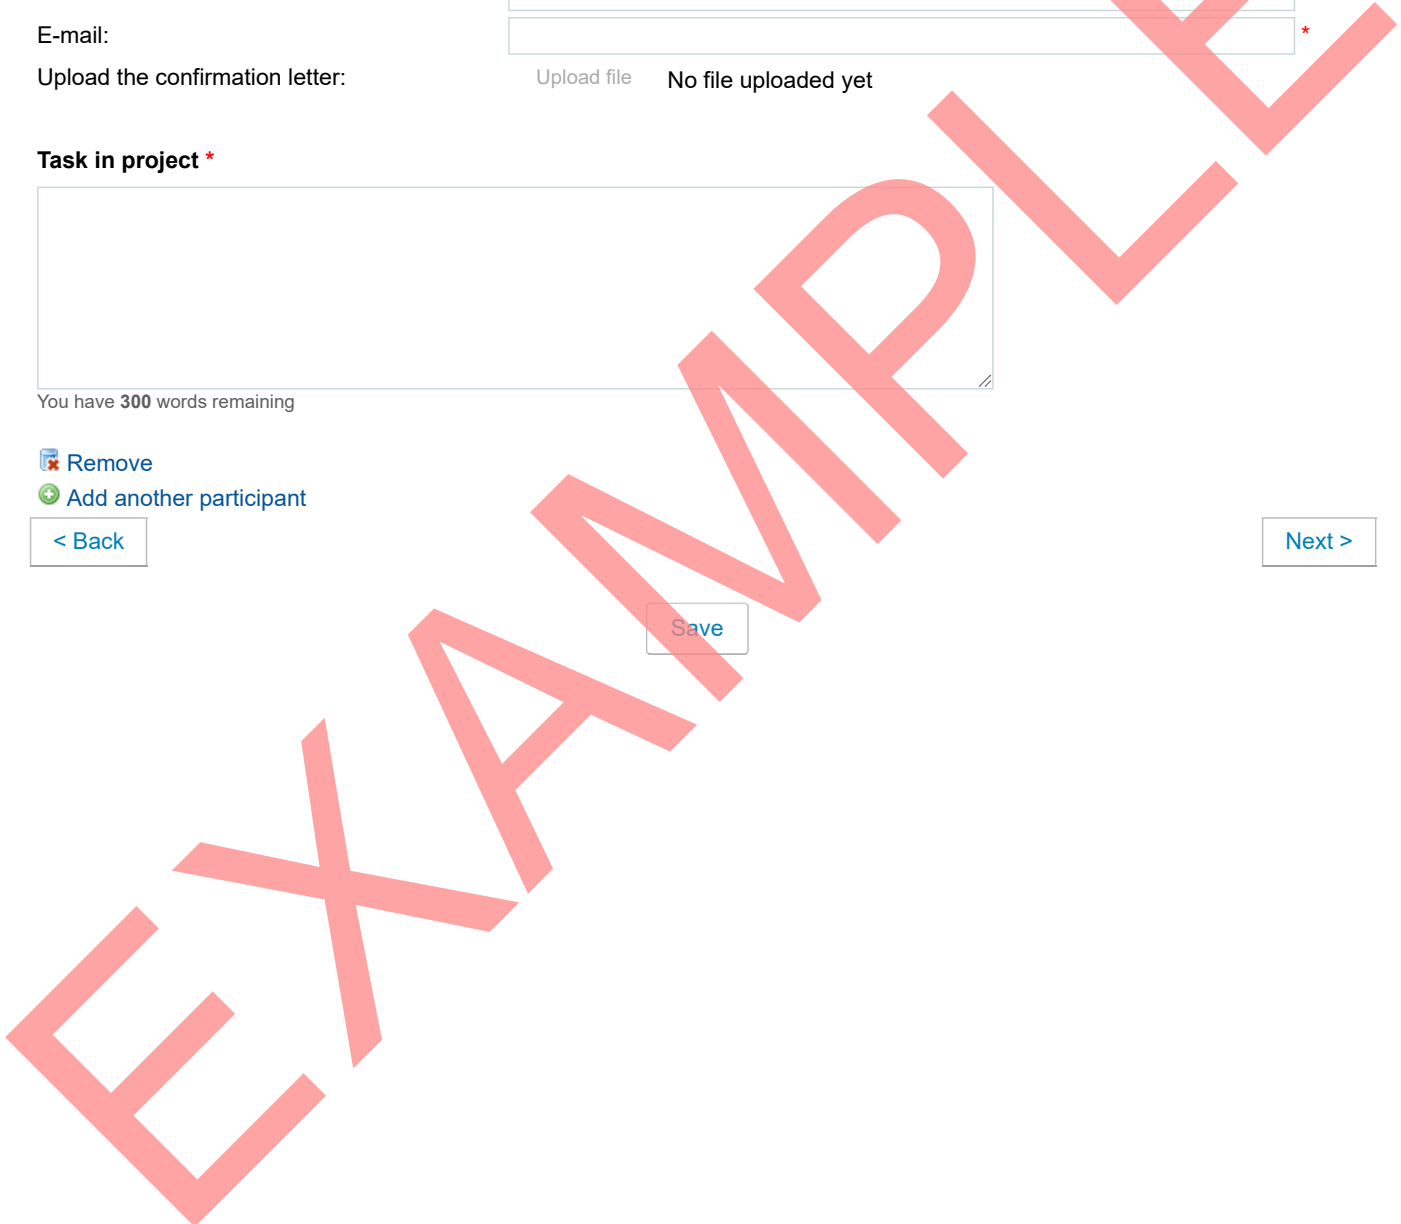 E-mail: *
Upload the confirmation letter: Upload file No file uploaded yet
Task in project *
You have 300 words remaining
Remove
Add another participant
< Back Next >
Save
EXAMPLE